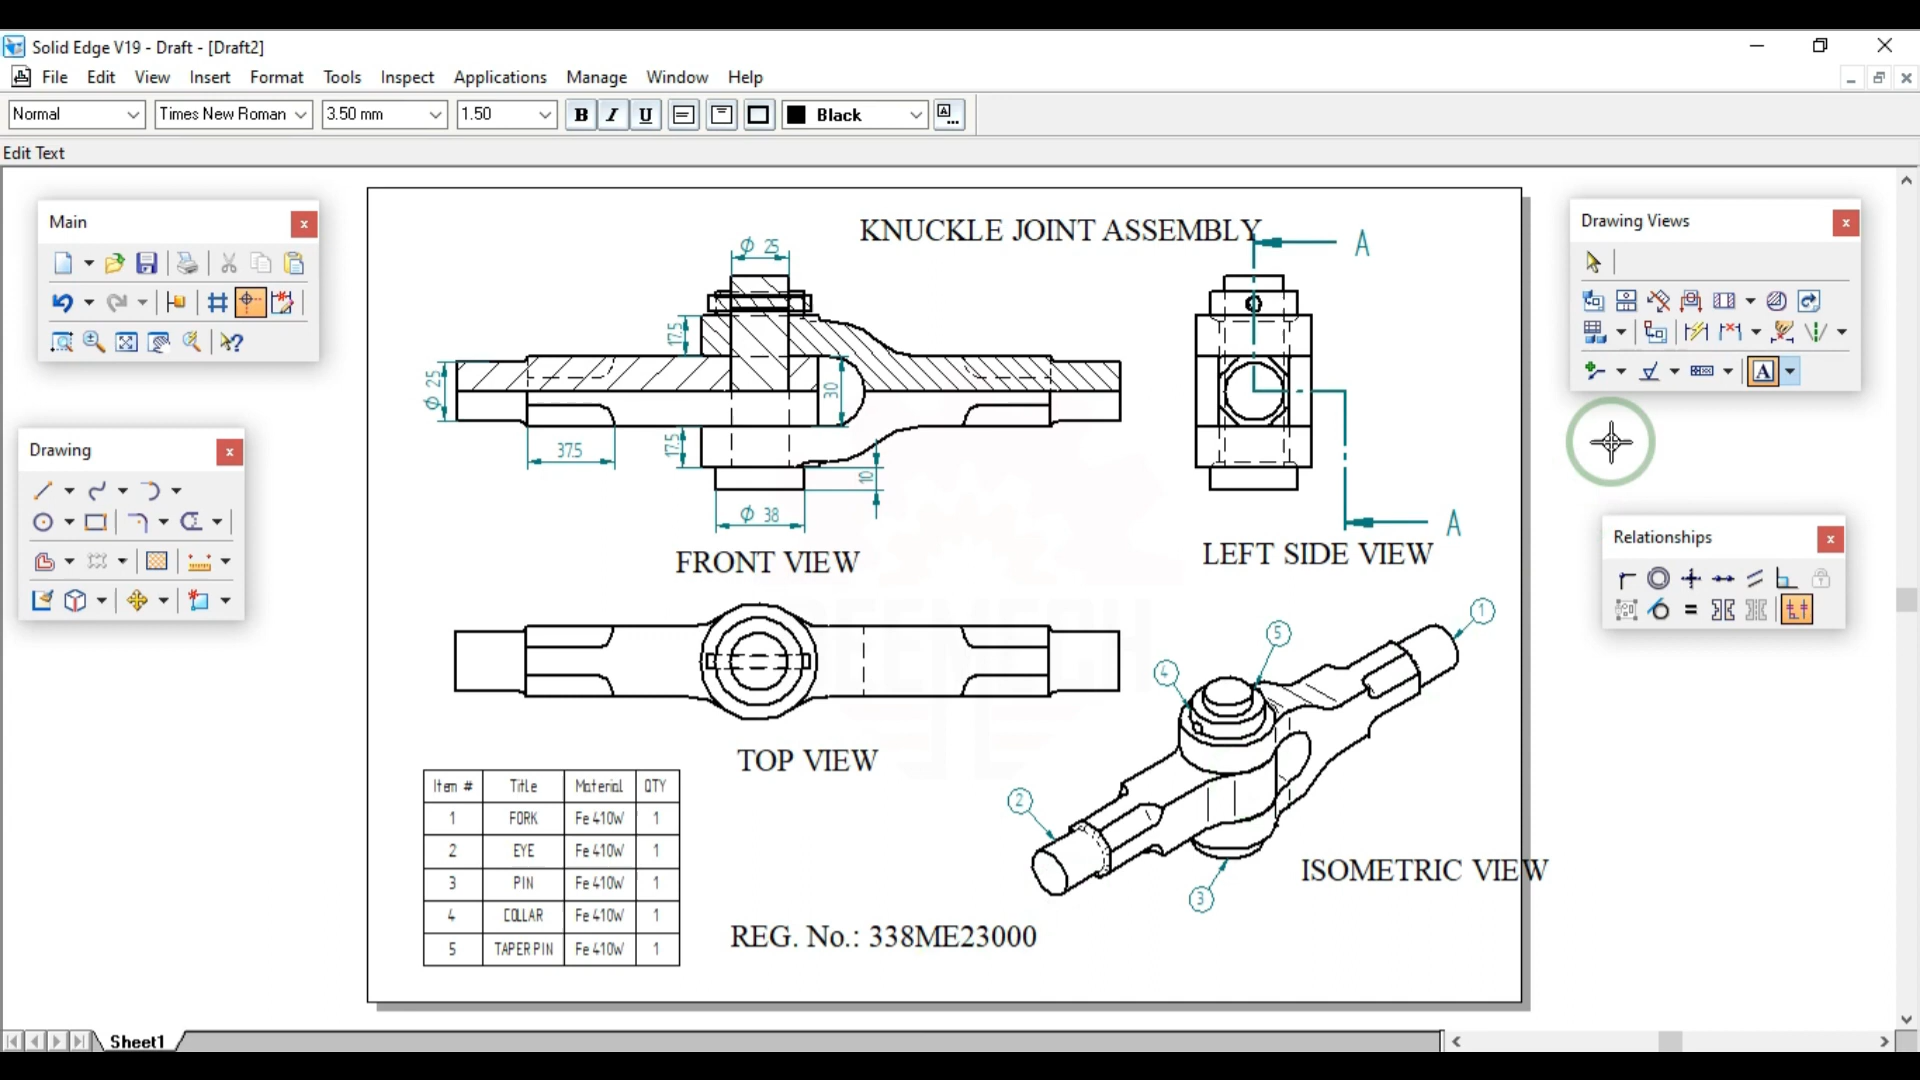 Solid Edge V19 - Draft - [Draft2]
File Edit View Insert Format Tools Inspect Applications Manage Window Help
Normal Times New Roman 3.50 mm 1.50 B I U Black A...
Edit Text
Main
Drawing Views
A
Drawing
Relationships
KNUCKLE JOINT ASSEMBLY
A
A
Φ 25
17.5
Φ 25
30
37.5
17.5
10
Φ 38
FRONT VIEW
LEFT SIDE VIEW
TOP VIEW
1
5
4
2
3
ISOMETRIC VIEW
Item # Title Material QTY
1 FORK Fe 410W 1
2 EYE Fe 410W 1
3 PIN Fe 410W 1
4 COLLAR Fe 410W 1
5 TAPER PIN Fe 410W 1
REG. No.: 338ME23000
Sheet1